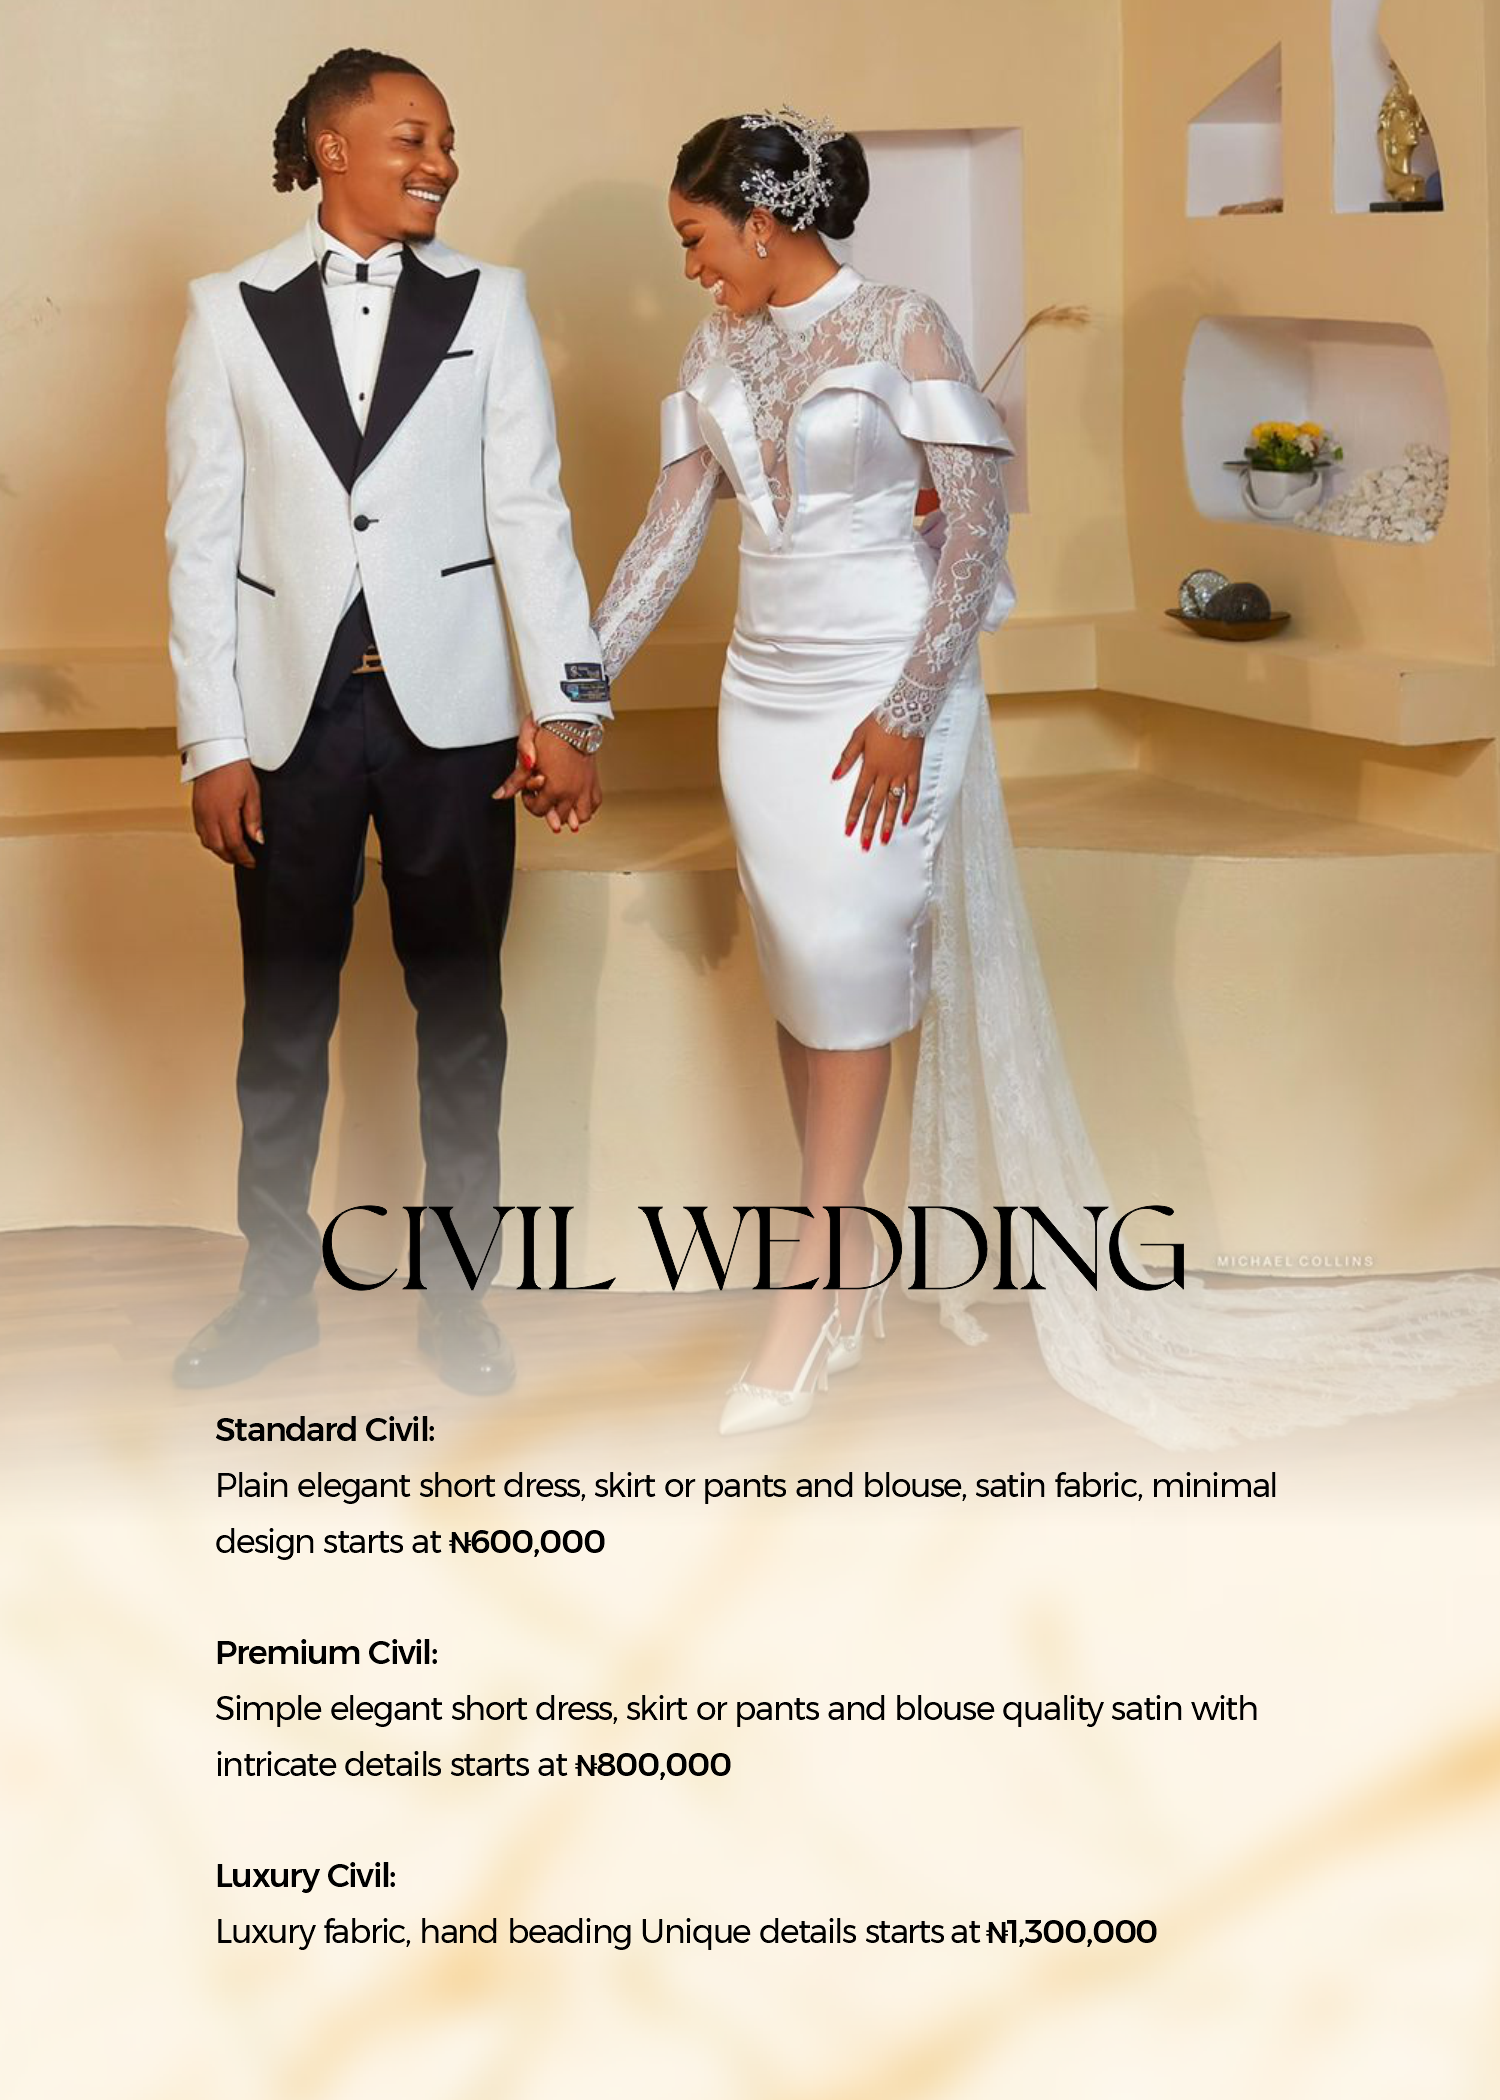 CIVIL WEDDING
MICHAEL COLLINS
Standard Civil:
Plain elegant short dress, skirt or pants and blouse, satin fabric, minimal
design starts at ₦600,000
Premium Civil:
Simple elegant short dress, skirt or pants and blouse quality satin with
intricate details starts at ₦800,000
Luxury Civil:
Luxury fabric, hand beading Unique details starts at ₦1,300,000